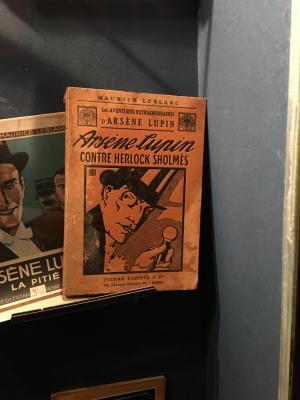 MAURICE LEBLANC
LES AVENTURES EXTRAORDINAIRES
D'ARSÈNE LUPIN
Arsène Lupin
CONTRE HERLOCK SHOLMÈS
PIERRE LAFITTE & Cie
PARIS
MAURICE LEBLANC
SÈNE LU
LA PITIÉ